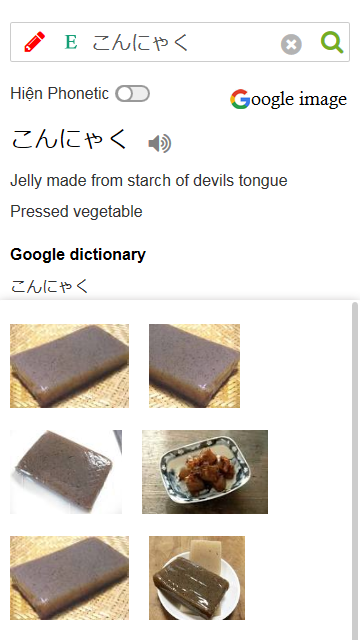 E こんにゃく
Hiện Phonetic
Google image
こんにゃく
Jelly made from starch of devils tongue
Pressed vegetable
Google dictionary
こんにゃく